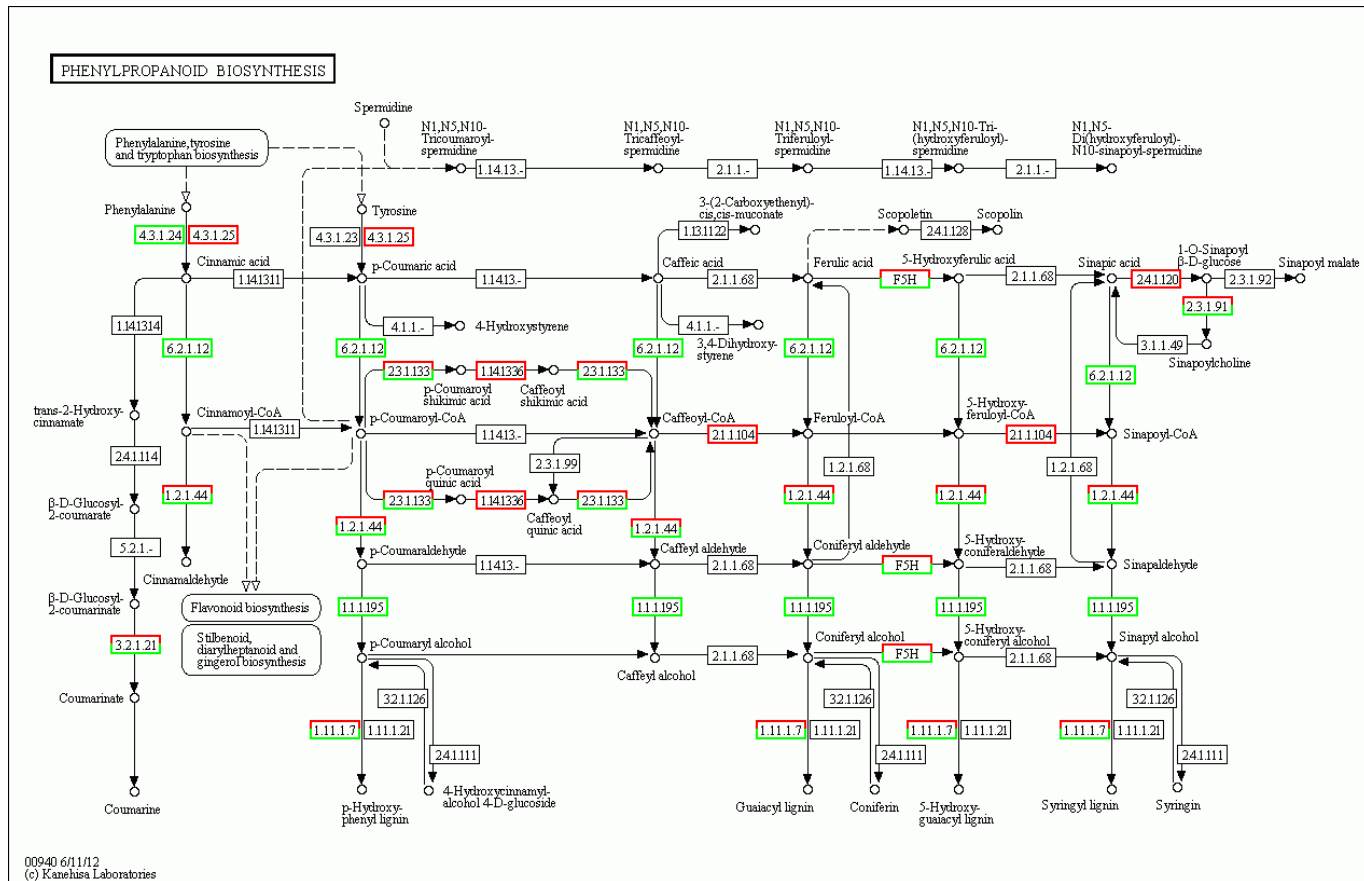 PHENYLPROPANOID BIOSYNTHESIS
Spermidine
Phenylalanine, tyrosine
and tryptophan biosynthesis
N1,N5,N10-
Tricoumaroyl-
spermidine
N1,N5,N10-
Tricaffeoyl-
spermidine
N1,N5,N10-
Triferuloyl-
spermidine
N1,N5,N10-Tri-
(hydroxyferuloyl)-
spermidine
N1,N5-
Di(hydroxyferuloyl)-
N10-sinapoyl-spermidine
1.14.13.-
2.1.1.-
1.14.13.-
2.1.1.-
Phenylalanine
Tyrosine
3-(2-Carboxyethenyl)-
cis,cis-muconate
Scopoletin
Scopolin
4.3.1.24
4.3.1.25
4.3.1.23
4.3.1.25
1.13.1122
2.4.1.128
Cinnamic acid
p-Coumaric acid
Caffeic acid
Ferulic acid
5-Hydroxyferulic acid
Sinapic acid
1-O-Sinapoyl
β-D-glucose
Sinapoyl malate
1.14.1311
1.14.13.-
2.1.1.68
F5H
2.1.1.68
2.4.1.120
2.3.1.92
2.3.1.91
1.14.1314
4.1.1.-
4-Hydroxystyrene
4.1.1.-
3,4-Dihydroxy-
styrene
3.1.1.49
Sinapoylcholine
6.2.1.12
6.2.1.12
6.2.1.12
6.2.1.12
6.2.1.12
6.2.1.12
2.3.1.133
1.14.1336
2.3.1.133
p-Coumaroyl
shikimic acid
Caffeoyl
shikimic acid
trans-2-Hydroxy-
cinnamate
Cinnamoyl-CoA
p-Coumaroyl-CoA
Caffeoyl-CoA
Feruloyl-CoA
5-Hydroxy-
feruloyl-CoA
Sinapoyl-CoA
1.14.1311
1.14.13.-
2.1.1.104
2.1.1.104
2.4.1.114
2.3.1.99
1.2.1.68
1.2.1.68
p-Coumaroyl
quinic acid
β-D-Glucosyl-
2-coumarate
1.2.1.44
2.3.1.133
1.14.1336
2.3.1.133
1.2.1.44
1.2.1.44
1.2.1.44
Caffeoyl
quinic acid
1.2.1.44
1.2.1.44
5.2.1.-
p-Coumaraldehyde
Caffeyl aldehyde
Coniferyl aldehyde
5-Hydroxy-
coniferaldehyde
Sinapaldehyde
Cinnamaldehyde
1.14.13.-
2.1.1.68
F5H
2.1.1.68
β-D-Glucosyl-
2-coumarinate
Flavonoid biosynthesis
1.1.1.195
1.1.1.195
1.1.1.195
1.1.1.195
1.1.1.195
3.2.1.21
Stilbenoid,
diarylheptanoid and
gingerol biosynthesis
p-Coumaryl alcohol
Caffeyl alcohol
Coniferyl alcohol
5-Hydroxy-
coniferyl alcohol
Sinapyl alcohol
2.1.1.68
F5H
2.1.1.68
Coumarinate
3.2.1.126
3.2.1.126
3.2.1.126
1.11.1.7
1.11.1.21
1.11.1.7
1.11.1.21
1.11.1.7
1.11.1.21
1.11.1.7
1.11.1.21
2.4.1.111
2.4.1.111
2.4.1.111
Coumarine
p-Hydroxy-
phenyl lignin
4-Hydroxycinnamyl-
alcohol 4-D-glucoside
Guaiacyl lignin
Coniferin
5-Hydroxy-
guaiacyl lignin
Syringyl lignin
Syringin
00940 6/11/12
(c) Kanehisa Laboratories